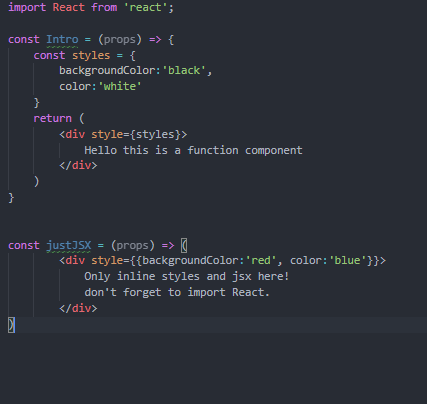 import React from 'react';
const Intro = (props) => {
const styles = {
backgroundColor:'black',
color:'white'
}
return (
<div style={styles}>
Hello this is a function component
</div>
)
}
const justJSX = (props) => (
<div style={{backgroundColor:'red', color:'blue'}}>
Only inline styles and jsx here!
don't forget to import React.
</div>
)